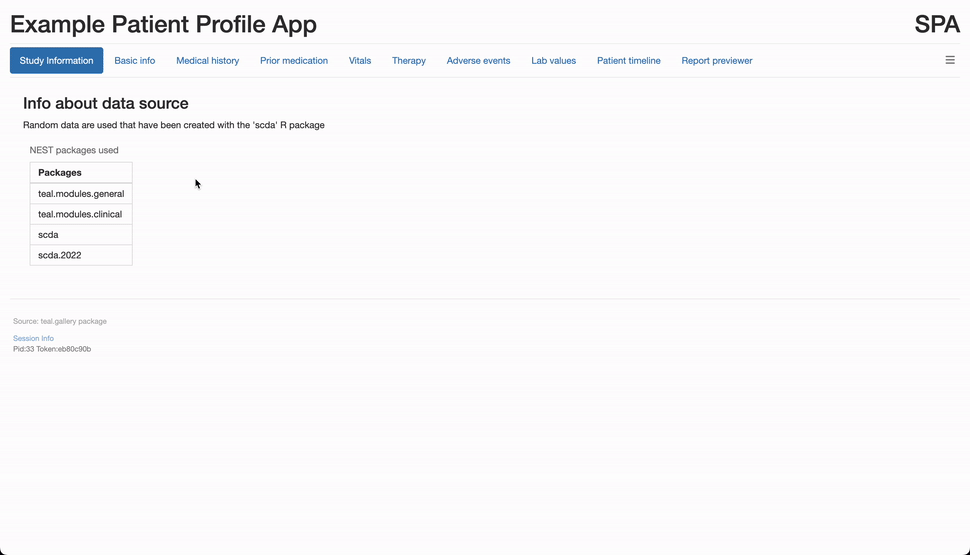 Example Patient Profile App
SPA
Study Information
Basic info
Medical history
Prior medication
Vitals
Therapy
Adverse events
Lab values
Patient timeline
Report previewer
Info about data source
Random data are used that have been created with the 'scda' R package
NEST packages used
Packages
teal.modules.general
teal.modules.clinical
scda
scda.2022
Source: teal.gallery package
Session Info
Pid:33 Token:eb80c90b